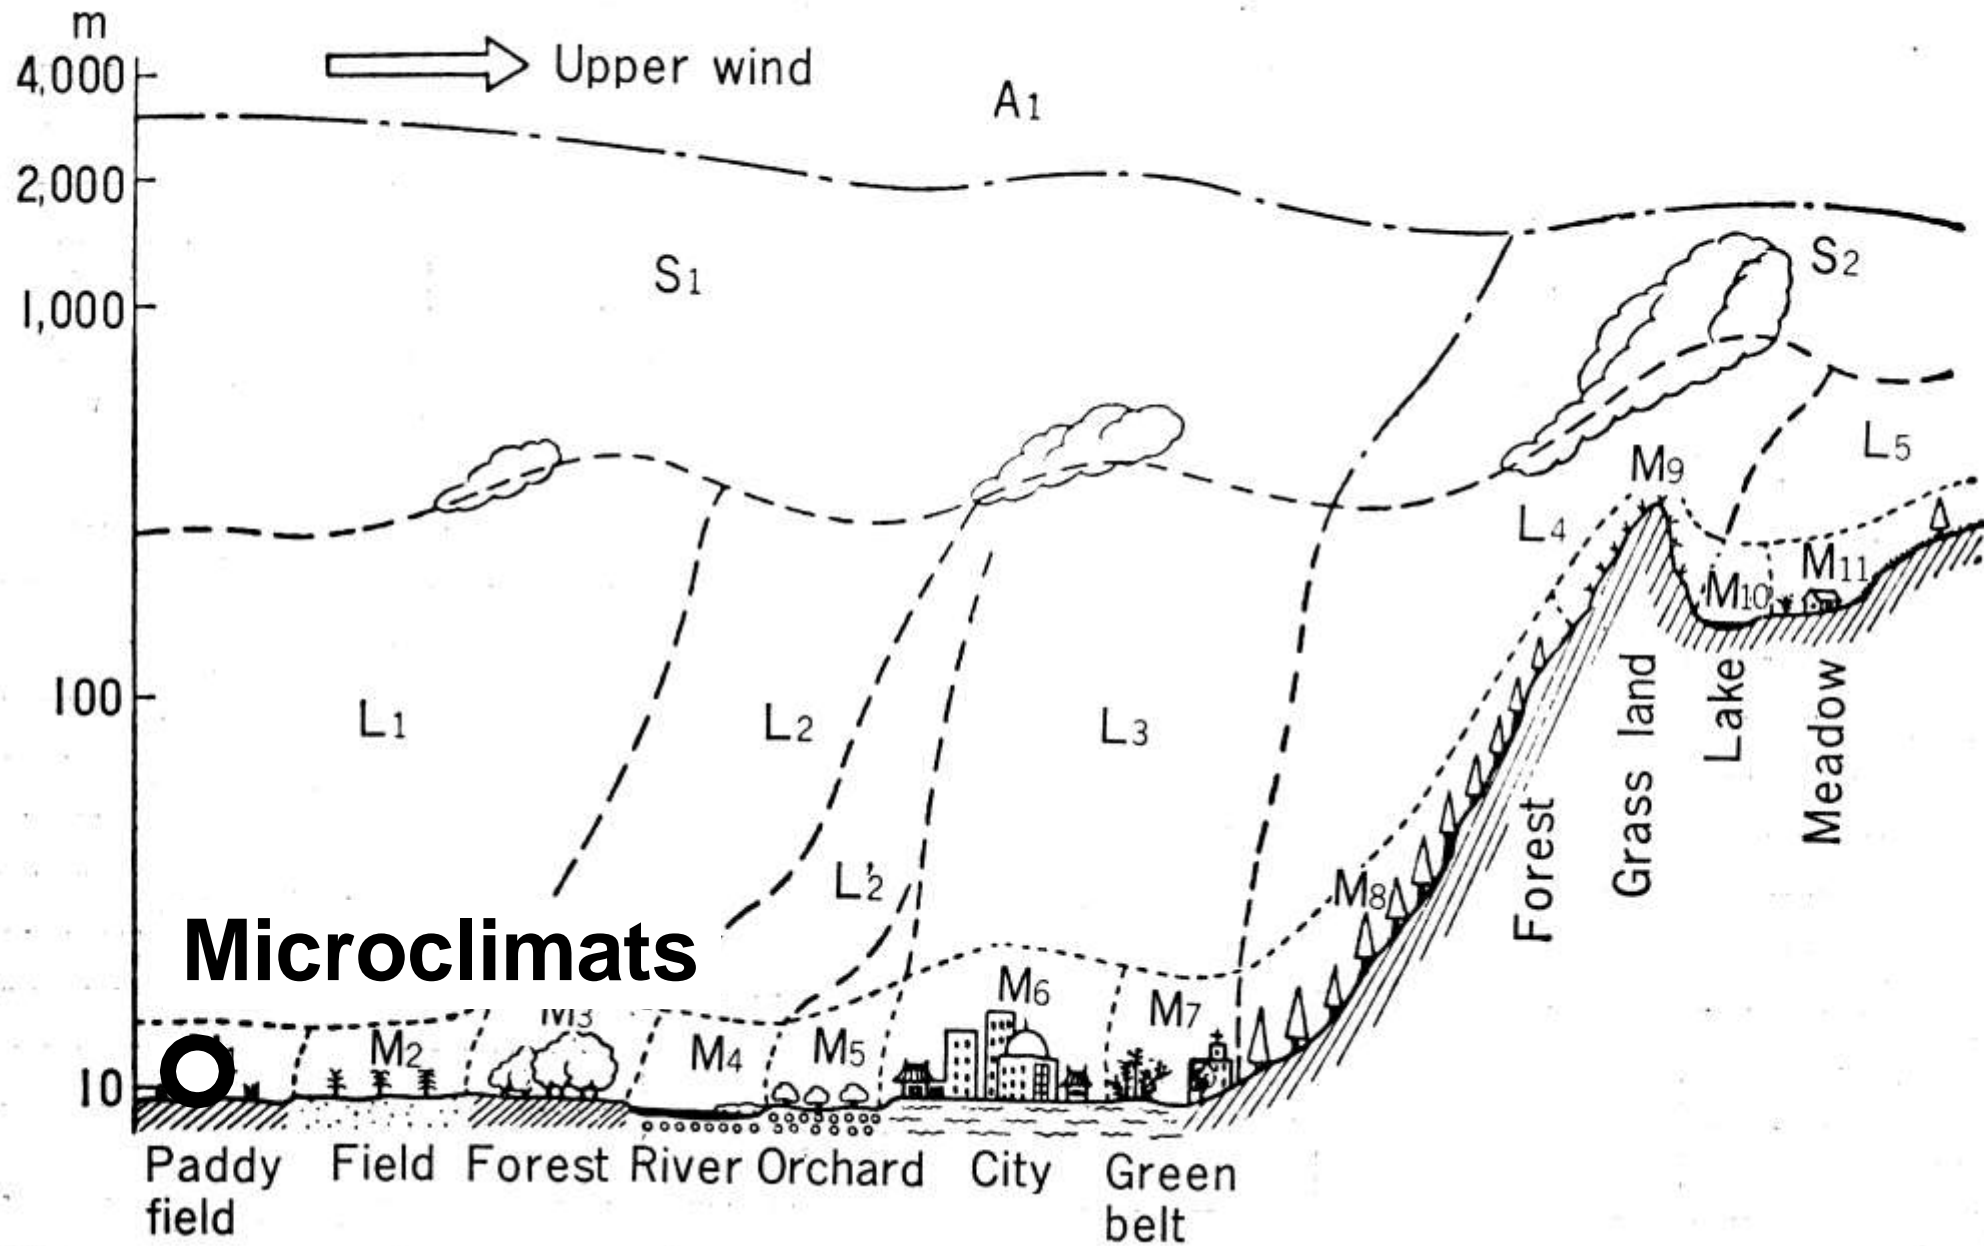 m
4,000
Upper wind
A1
2,000
S1
S2
1,000
L5
M9
L4
M11
M10
100
L1
L2
L3
Grass land
Lake
Meadow
Forest
L'2
M8
Microclimats
M6
M7
M3
M2
M4
M5
10
Paddy
field
Field
Forest
River
Orchard
City
Green
belt